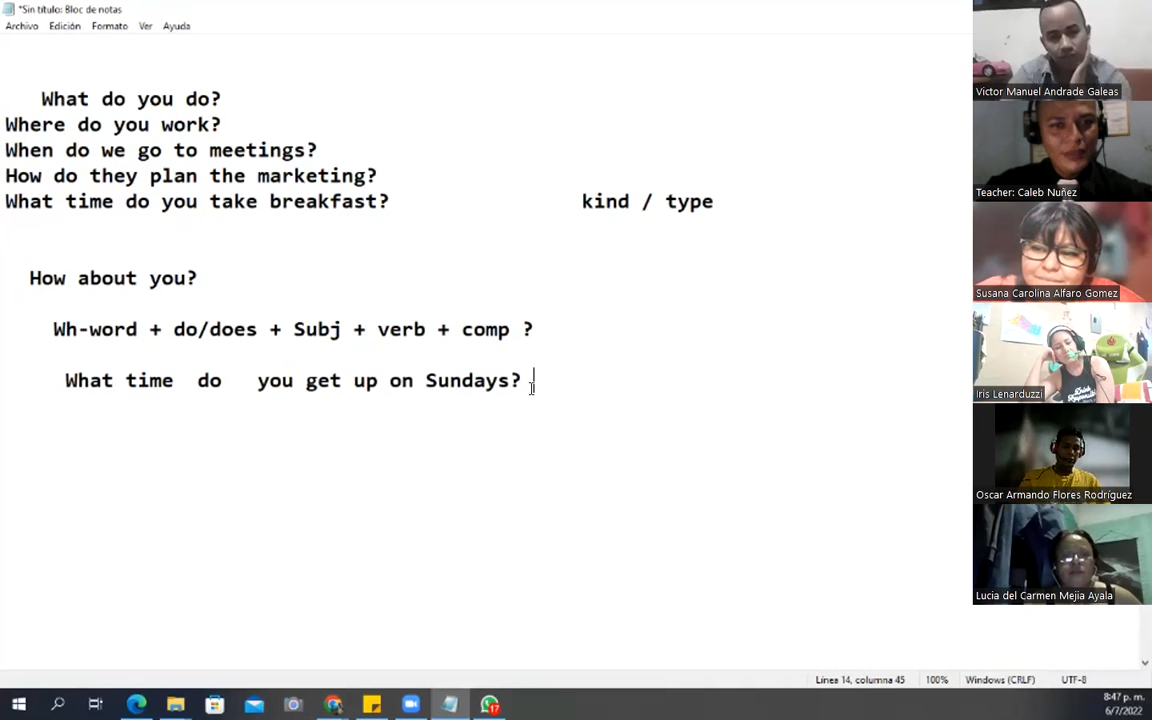 *Sin título: Bloc de notas
Archivo Edición Formato Ver Ayuda
What do you do?
Where do you work?
When do we go to meetings?
How do they plan the marketing?
What time do you take breakfast? kind / type
How about you?
Wh-word + do/does + Subj + verb + comp ?
What time do you get up on Sundays?
Victor Manuel Andrade Galeas
Teacher: Caleb Nuñez
Susana Carolina Alfaro Gomez
Iris Lenarduzzi
Oscar Armando Flores Rodríguez
Lucia del Carmen Mejia Ayala
Línea 14, columna 45 100% Windows (CRLF) UTF-8
17
8:47 p. m.
6/7/2022